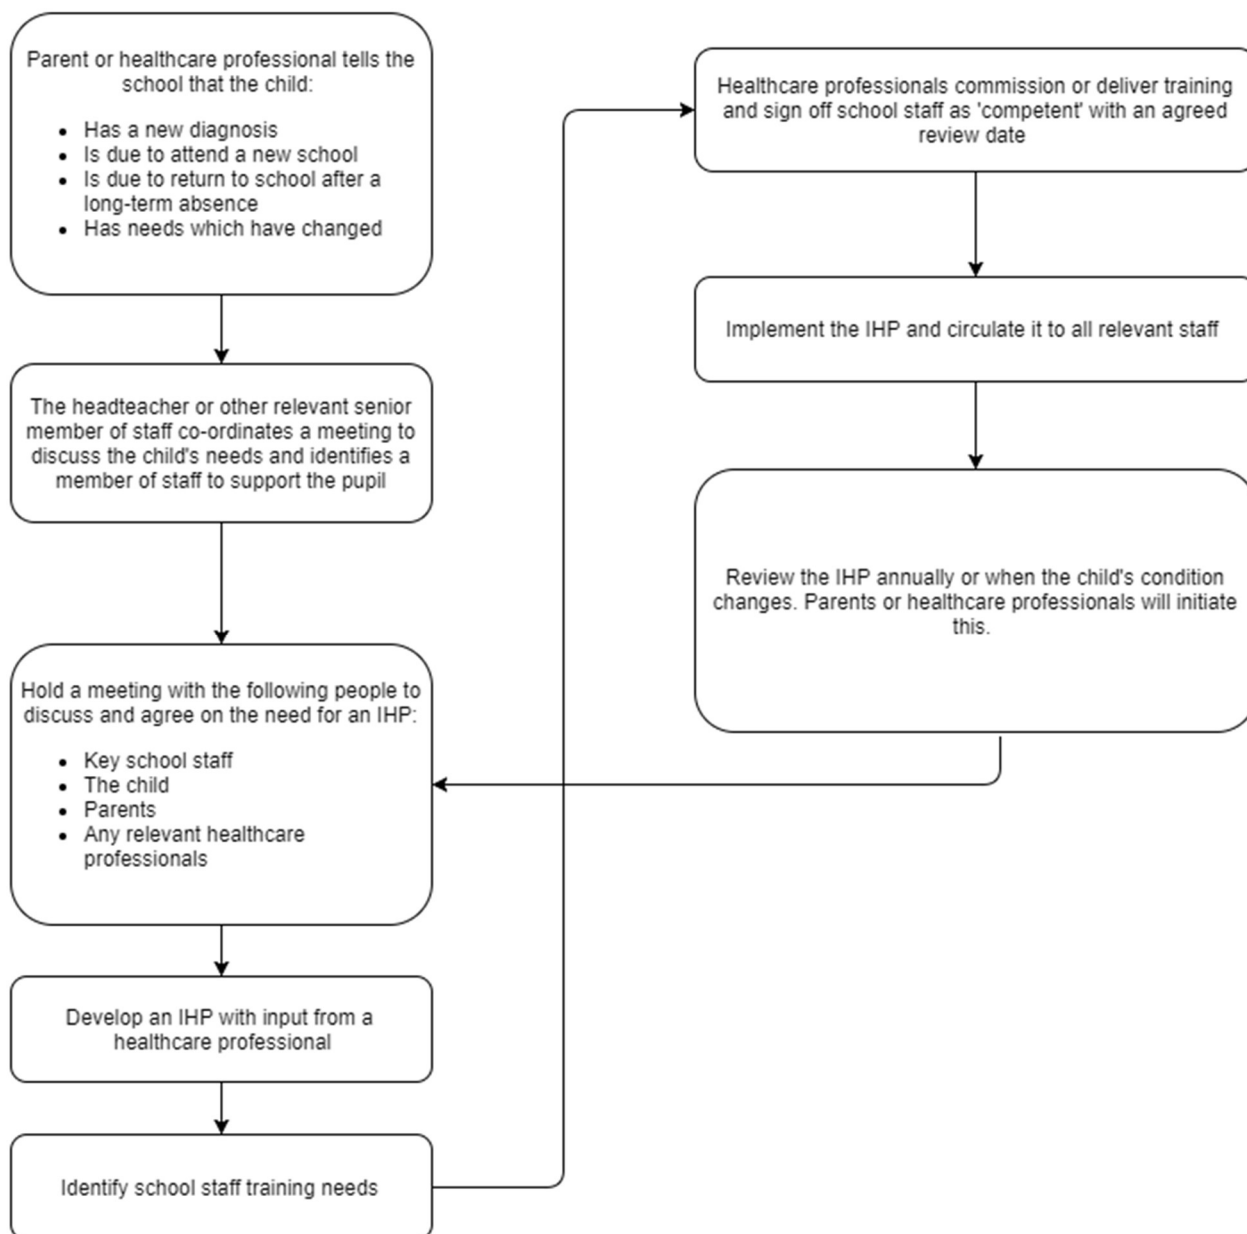 Parent or healthcare professional tells the
school that the child:
• Has a new diagnosis
• Is due to attend a new school
• Is due to return to school after a
long-term absence
• Has needs which have changed
The headteacher or other relevant senior
member of staff co-ordinates a meeting to
discuss the child's needs and identifies a
member of staff to support the pupil
Hold a meeting with the following people to
discuss and agree on the need for an IHP:
• Key school staff
• The child
• Parents
• Any relevant healthcare
professionals
Develop an IHP with input from a
healthcare professional
Identify school staff training needs
Healthcare professionals commission or deliver training
and sign off school staff as 'competent' with an agreed
review date
Implement the IHP and circulate it to all relevant staff
Review the IHP annually or when the child's condition
changes. Parents or healthcare professionals will initiate
this.